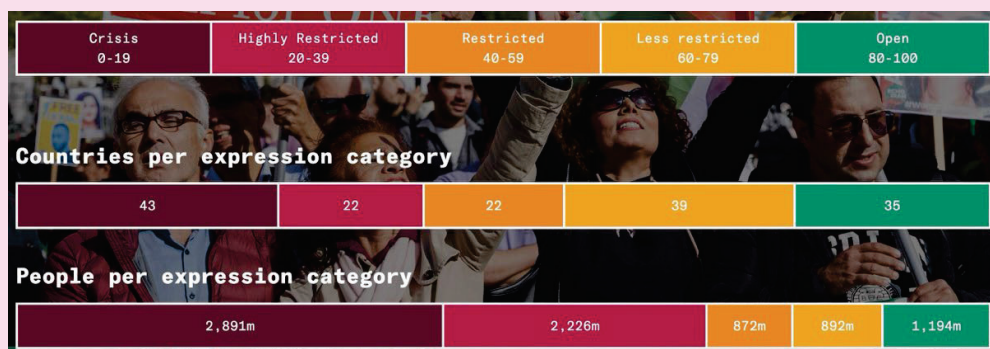 Crisis
0-19
Highly Restricted
20-39
Restricted
40-59
Less restricted
60-79
Open
80-100
FREE
Countries per expression category
43 22 22 39 35
People per expression category
2,891m 2,226m 872m 892m 1,194m